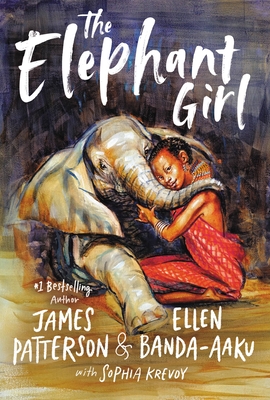 The
Elephant
Girl
#1 Bestselling
Author
JAMES
PATTERSON
& ELLEN
BANDA-AAKU
with SOPHIA KREVOY